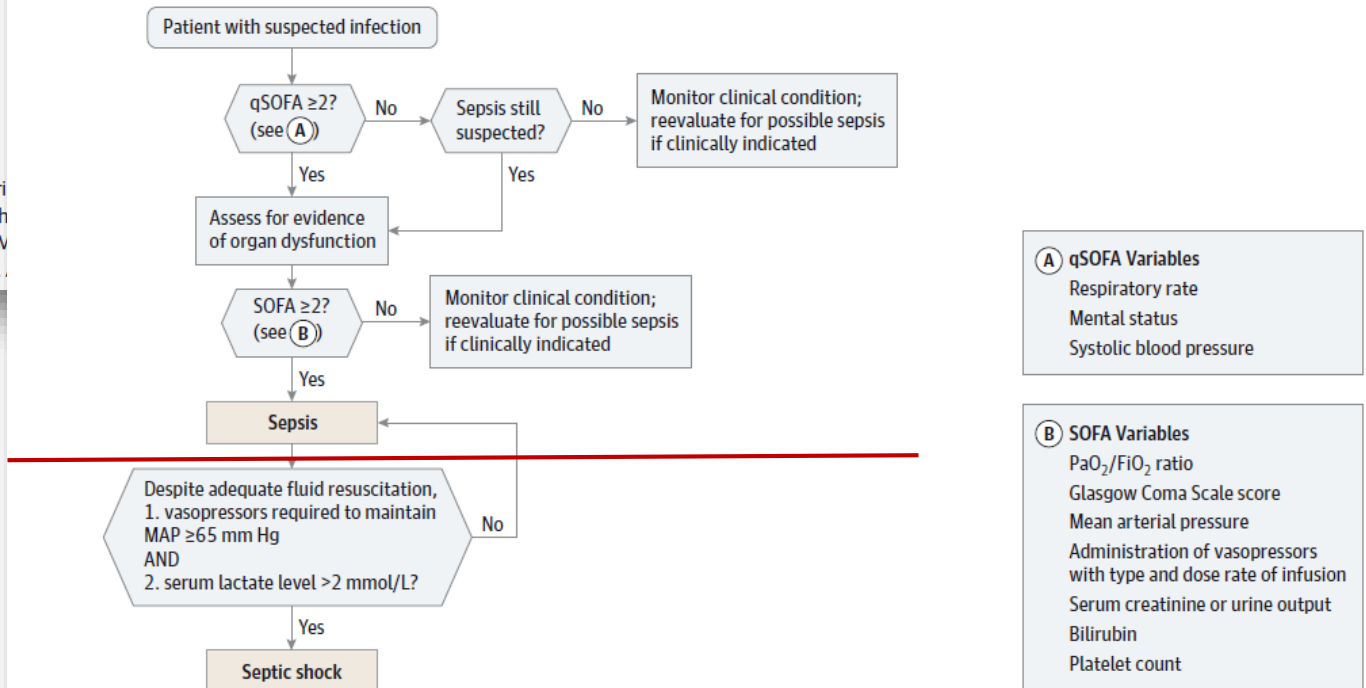 Patient with suspected infection
qSOFA ≥2?
(see A)
No
Sepsis still
suspected?
No
Monitor clinical condition;
reevaluate for possible sepsis
if clinically indicated
Yes
Yes
Assess for evidence
of organ dysfunction
SOFA ≥2?
(see B)
No
Monitor clinical condition;
reevaluate for possible sepsis
if clinically indicated
Yes
Sepsis
Despite adequate fluid resuscitation,
1. vasopressors required to maintain
MAP ≥65 mm Hg
AND
2. serum lactate level >2 mmol/L?
No
Yes
Septic shock
A qSOFA Variables
Respiratory rate
Mental status
Systolic blood pressure
B SOFA Variables
PaO₂/FiO₂ ratio
Glasgow Coma Scale score
Mean arterial pressure
Administration of vasopressors
with type and dose rate of infusion
Serum creatinine or urine output
Bilirubin
Platelet count